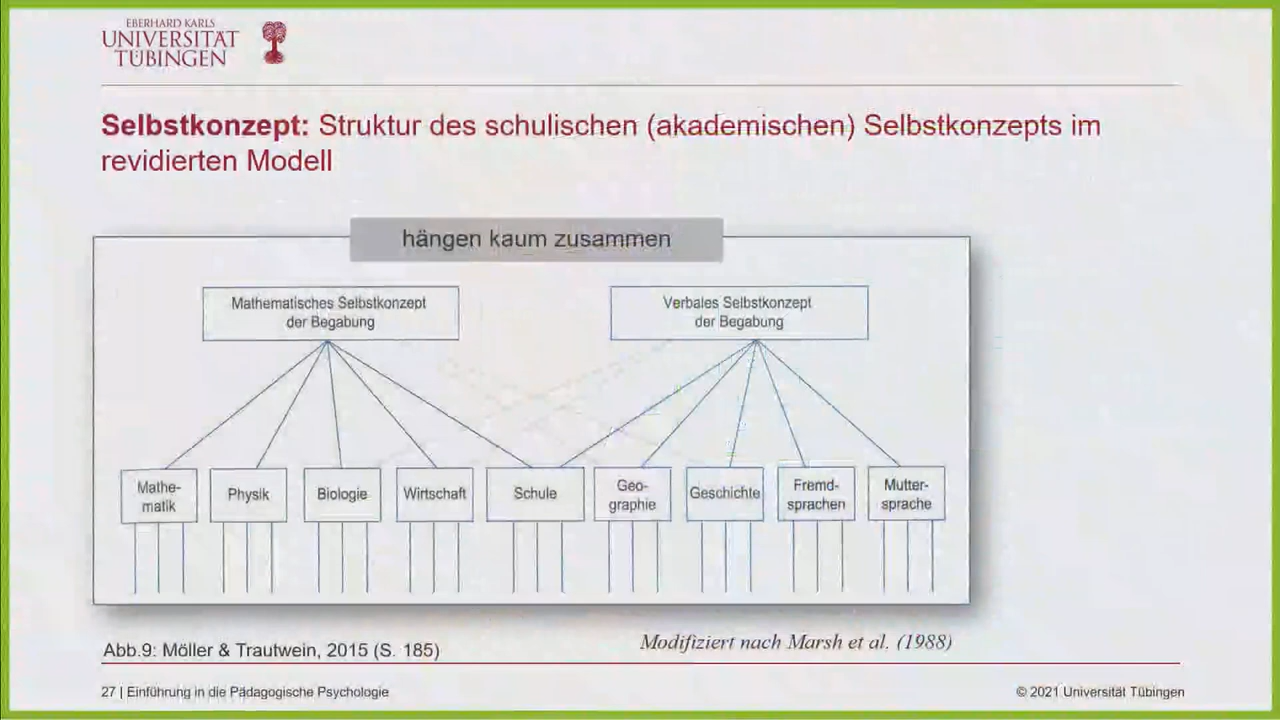 EBERHARD KARLS
UNIVERSITÄT
TÜBINGEN
Selbstkonzept: Struktur des schulischen (akademischen) Selbstkonzepts im
revidierten Modell
hängen kaum zusammen
Mathematisches Selbstkonzept
der Begabung
Verbales Selbstkonzept
der Begabung
Mathe-
matik
Physik
Biologie
Wirtschaft
Schule
Geo-
graphie
Geschichte
Fremd-
sprachen
Mutter-
sprache
Abb.9: Möller & Trautwein, 2015 (S. 185)
Modifiziert nach Marsh et al. (1988)
27 | Einführung in die Pädagogische Psychologie
© 2021 Universität Tübingen